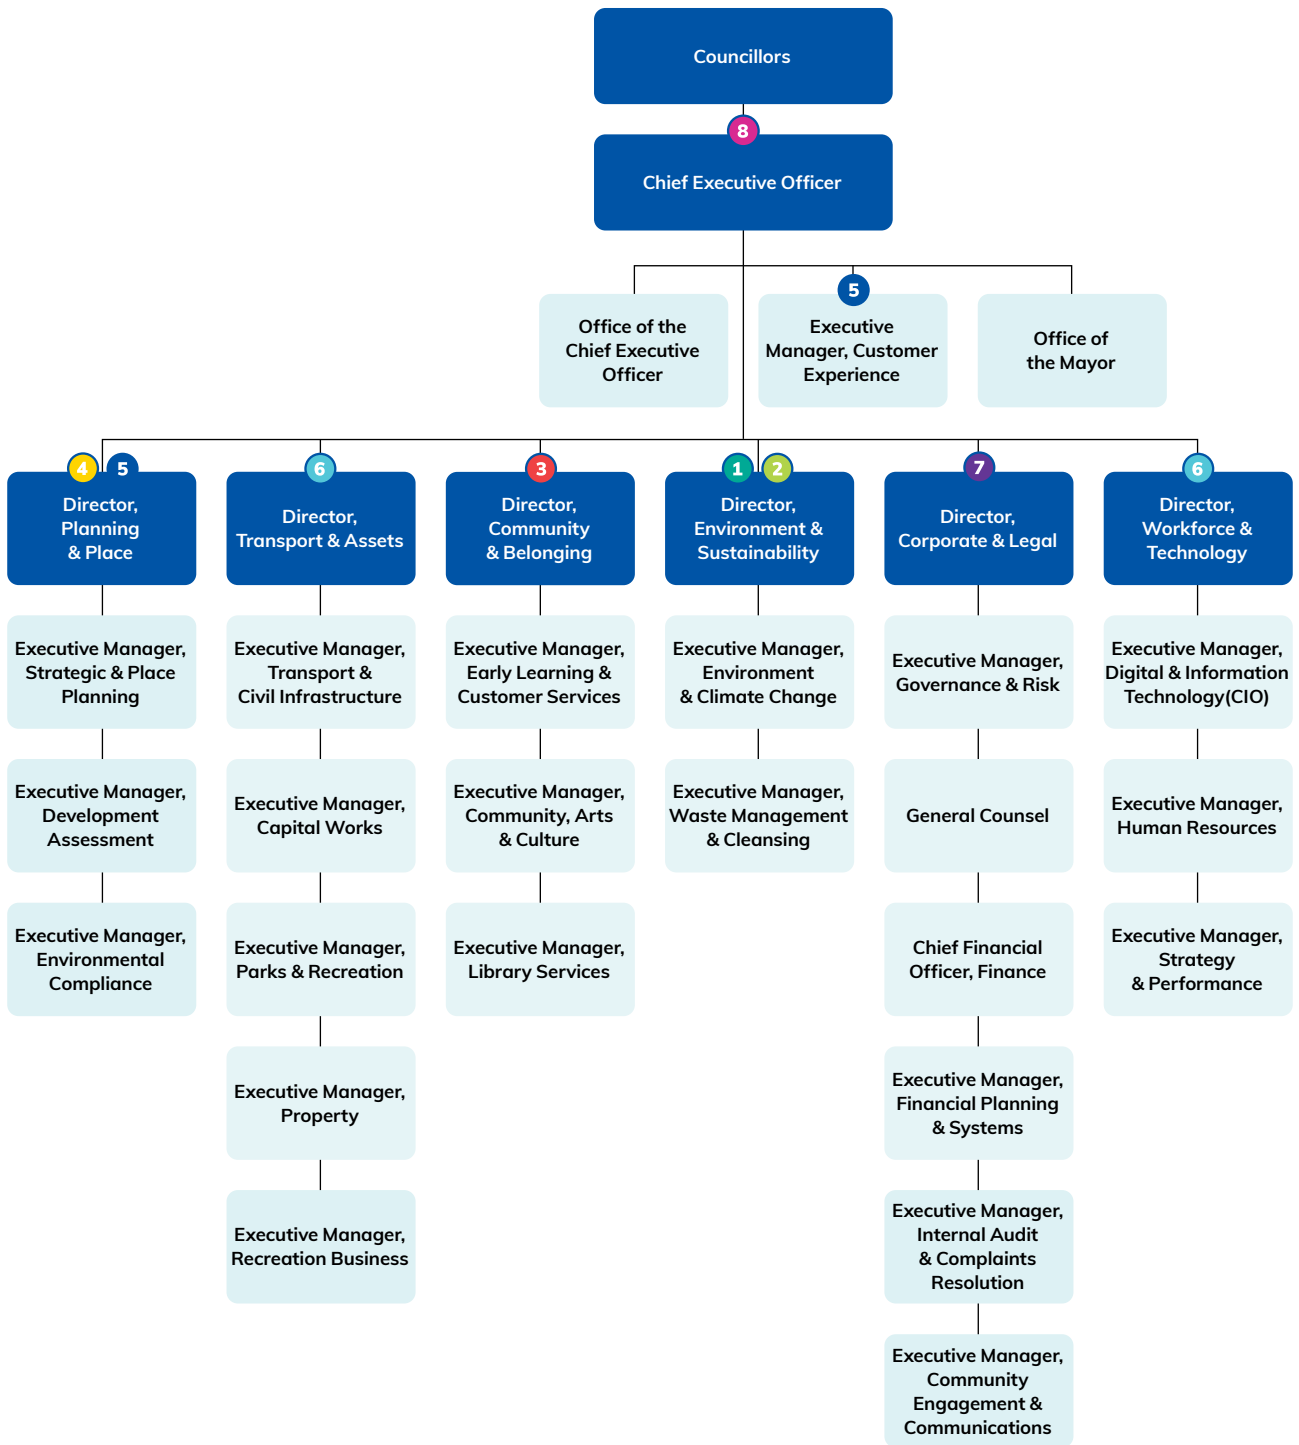 Councillors
8
Chief Executive Officer
Office of the
Chief Executive
Officer
5
Executive
Manager, Customer
Experience
Office of
the Mayor
4 5
Director,
Planning
& Place
Executive Manager,
Strategic & Place
Planning
Executive Manager,
Development
Assessment
Executive Manager,
Environmental
Compliance
6
Director,
Transport & Assets
Executive Manager,
Transport &
Civil Infrastructure
Executive Manager,
Capital Works
Executive Manager,
Parks & Recreation
Executive Manager,
Property
Executive Manager,
Recreation Business
3
Director,
Community
& Belonging
Executive Manager,
Early Learning &
Customer Services
Executive Manager,
Community, Arts
& Culture
Executive Manager,
Library Services
1 2
Director,
Environment &
Sustainability
Executive Manager,
Environment
& Climate Change
Executive Manager,
Waste Management
& Cleansing
7
Director,
Corporate & Legal
Executive Manager,
Governance & Risk
General Counsel
Chief Financial
Officer, Finance
Executive Manager,
Financial Planning
& Systems
Executive Manager,
Internal Audit
& Complaints
Resolution
Executive Manager,
Community
Engagement &
Communications
6
Director,
Workforce &
Technology
Executive Manager,
Digital & Information
Technology(CIO)
Executive Manager,
Human Resources
Executive Manager,
Strategy
& Performance